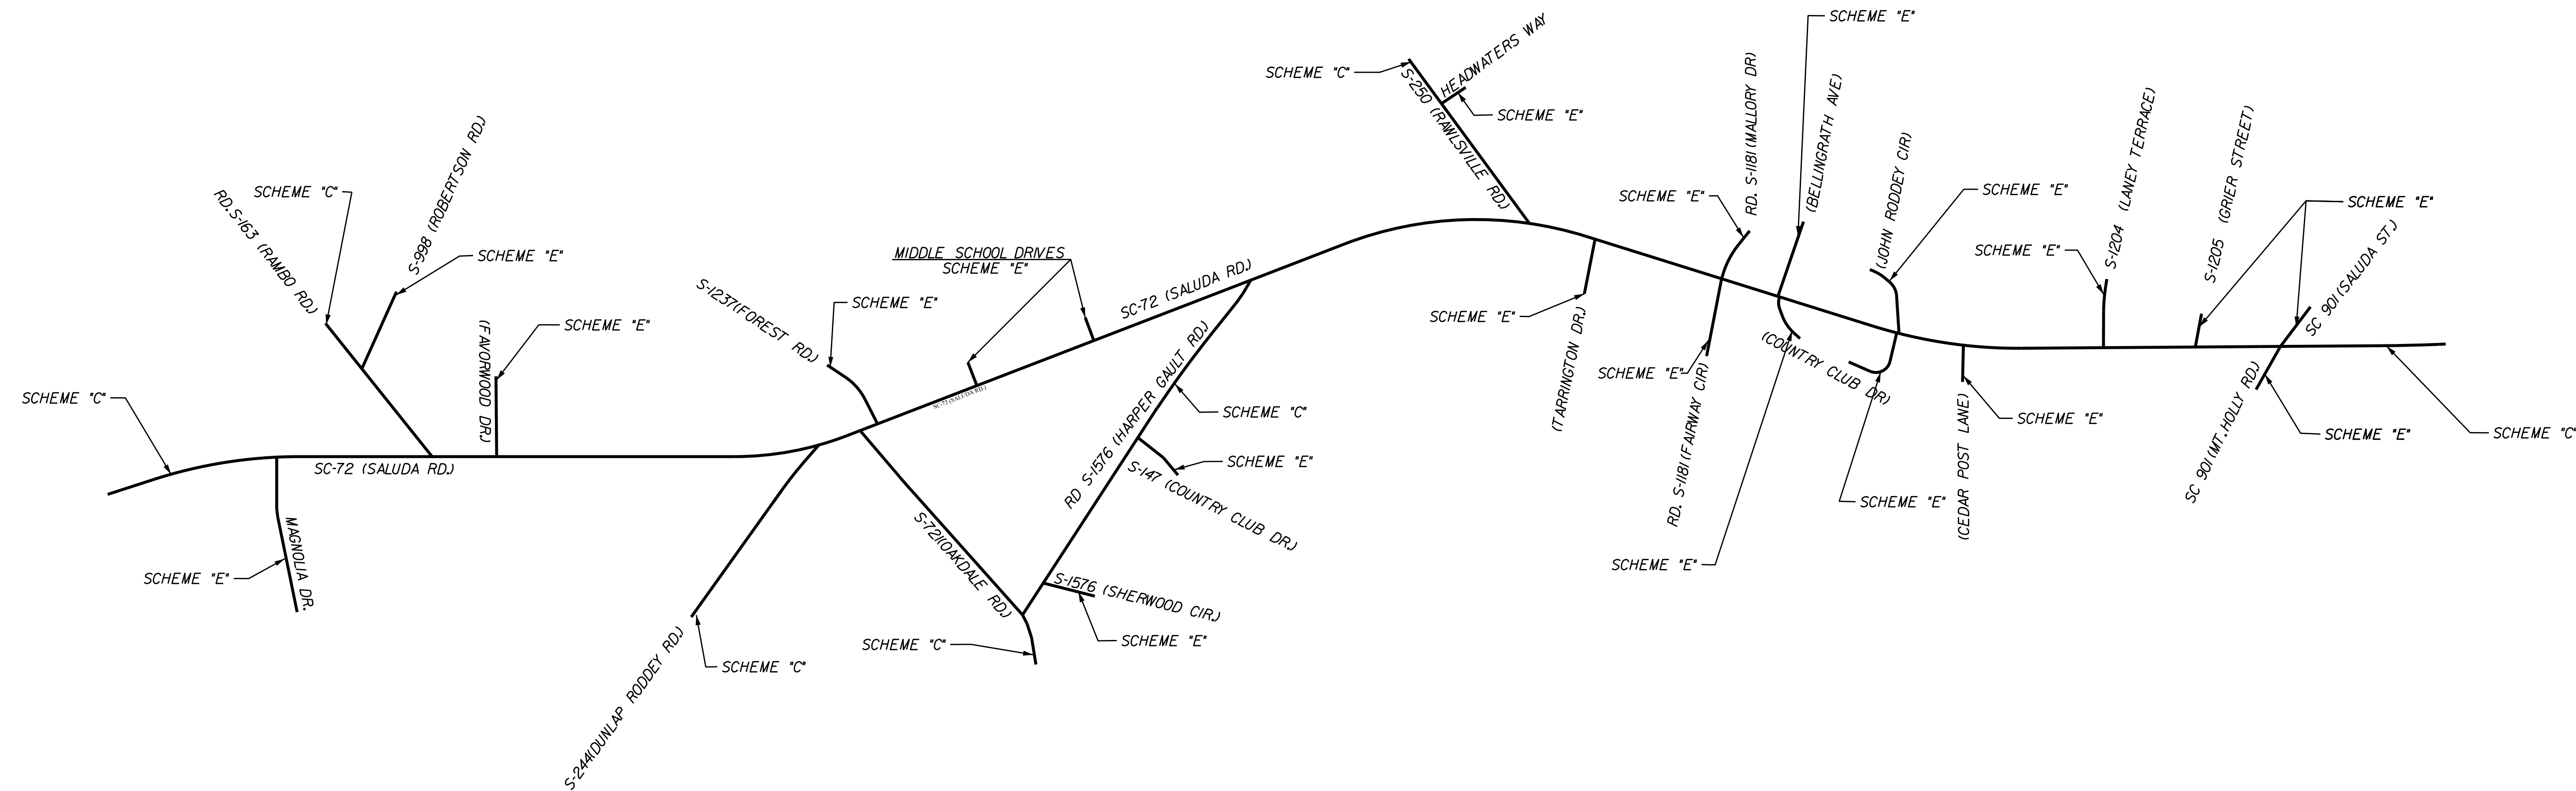 SCHEME "E"
SCHEME "C"
HEADWATERS WAY
SCHEME "E"
S-250 (RAWLSVILLE RD.)
RD. S-1181 (MALLORY DR)
(BELLINGRATH AVE)
SCHEME "E"
(JOHN RODDEY CIR)
SCHEME "E"
S-1204 (LANEY TERRACE)
SCHEME "E"
S-1205 (GRIER STREET)
SCHEME "E"
SC 901 (SALUDA ST.)
SCHEME "C"
RD. S-163 (RAMBO RD.)
S-998 (ROBERTSON RD.)
SCHEME "E"
(FAVORWOOD DR.)
SCHEME "E"
MIDDLE SCHOOL DRIVES
SCHEME "E"
S-1237 (FOREST RD.)
SCHEME "E"
SC-72 (SALUDA RD.)
SC-72 (SALUDA RD.)
SCHEME "E"
(TARRINGTON DR.)
SCHEME "E"
RD. S-1181 (FAIRWAY CIR)
(COUNTRY CLUB DR)
SCHEME "C"
SC-72 (SALUDA RD.)
RD S-1576 (HARPER GAULT RD.)
SCHEME "C"
SCHEME "E"
S-147 (COUNTRY CLUB DR.)
(CEDAR POST LANE)
SCHEME "E"
SC 901 (MT. HOLLY RD.)
SCHEME "E"
SCHEME "C"
SCHEME "E"
SCHEME "E"
MAGNOLIA DR.
SCHEME "E"
S-721 (OAKDALE RD.)
S-1576 (SHERWOOD CIR.)
SCHEME "E"
SCHEME "C"
SCHEME "C"
S-244 (DUNLAP RODDEY RD.)